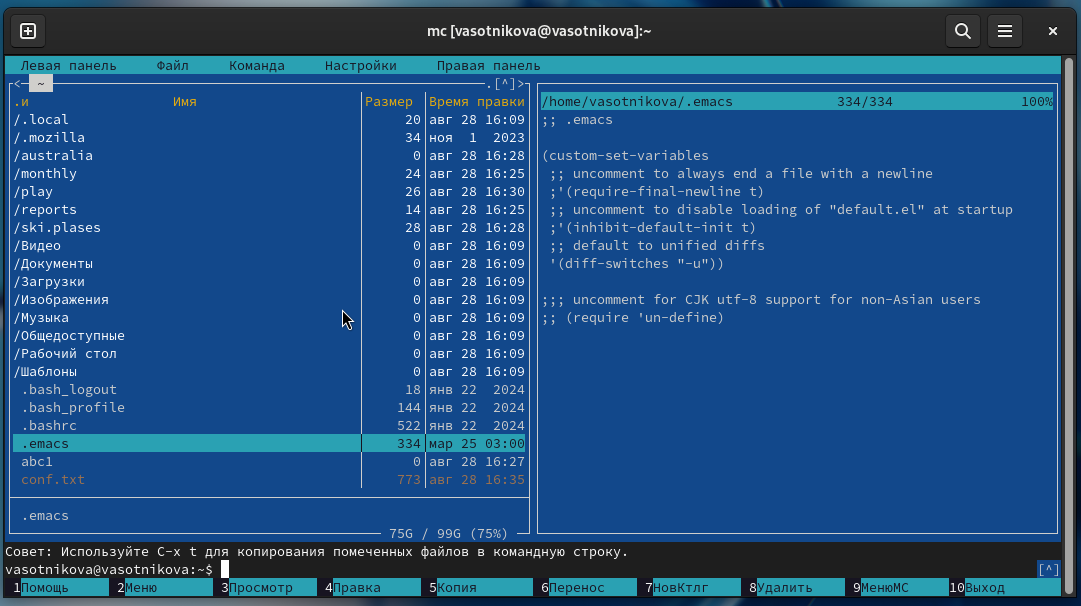 mc [vasotnikova@vasotnikova]:~
Левая панель Файл Команда Настройки Правая панель
<─ ~ .[^]>
.и Имя Размер Время правки
/.local 20 авг 28 16:09
/.mozilla 34 ноя 1 2023
/australia 0 авг 28 16:28
/monthly 24 авг 28 16:25
/play 26 авг 28 16:30
/reports 14 авг 28 16:25
/ski.plases 28 авг 28 16:28
/Видео 0 авг 28 16:09
/Документы 0 авг 28 16:09
/Загрузки 0 авг 28 16:09
/Изображения 0 авг 28 16:09
/Музыка 0 авг 28 16:09
/Общедоступные 0 авг 28 16:09
/Рабочий стол 0 авг 28 16:09
/Шаблоны 0 авг 28 16:09
.bash_logout 18 янв 22 2024
.bash_profile 144 янв 22 2024
.bashrc 522 янв 22 2024
.emacs 334 мар 25 03:00
abc1 0 авг 28 16:27
conf.txt 773 авг 28 16:35
.emacs
75G / 99G (75%)
/home/vasotnikova/.emacs 334/334 100%
;; .emacs
(custom-set-variables
;; uncomment to always end a file with a newline
;'(require-final-newline t)
;; uncomment to disable loading of "default.el" at startup
;'(inhibit-default-init t)
;; default to unified diffs
'(diff-switches "-u"))
;;; uncomment for CJK utf-8 support for non-Asian users
;; (require 'un-define)
Совет: Используйте C-x t для копирования помеченных файлов в командную строку.
vasotnikova@vasotnikova:~$ [^]
1Помощь 2Меню 3Просмотр 4Правка 5Копия 6Перенос 7НовКтлг 8Удалить 9МенюМС 10Выход